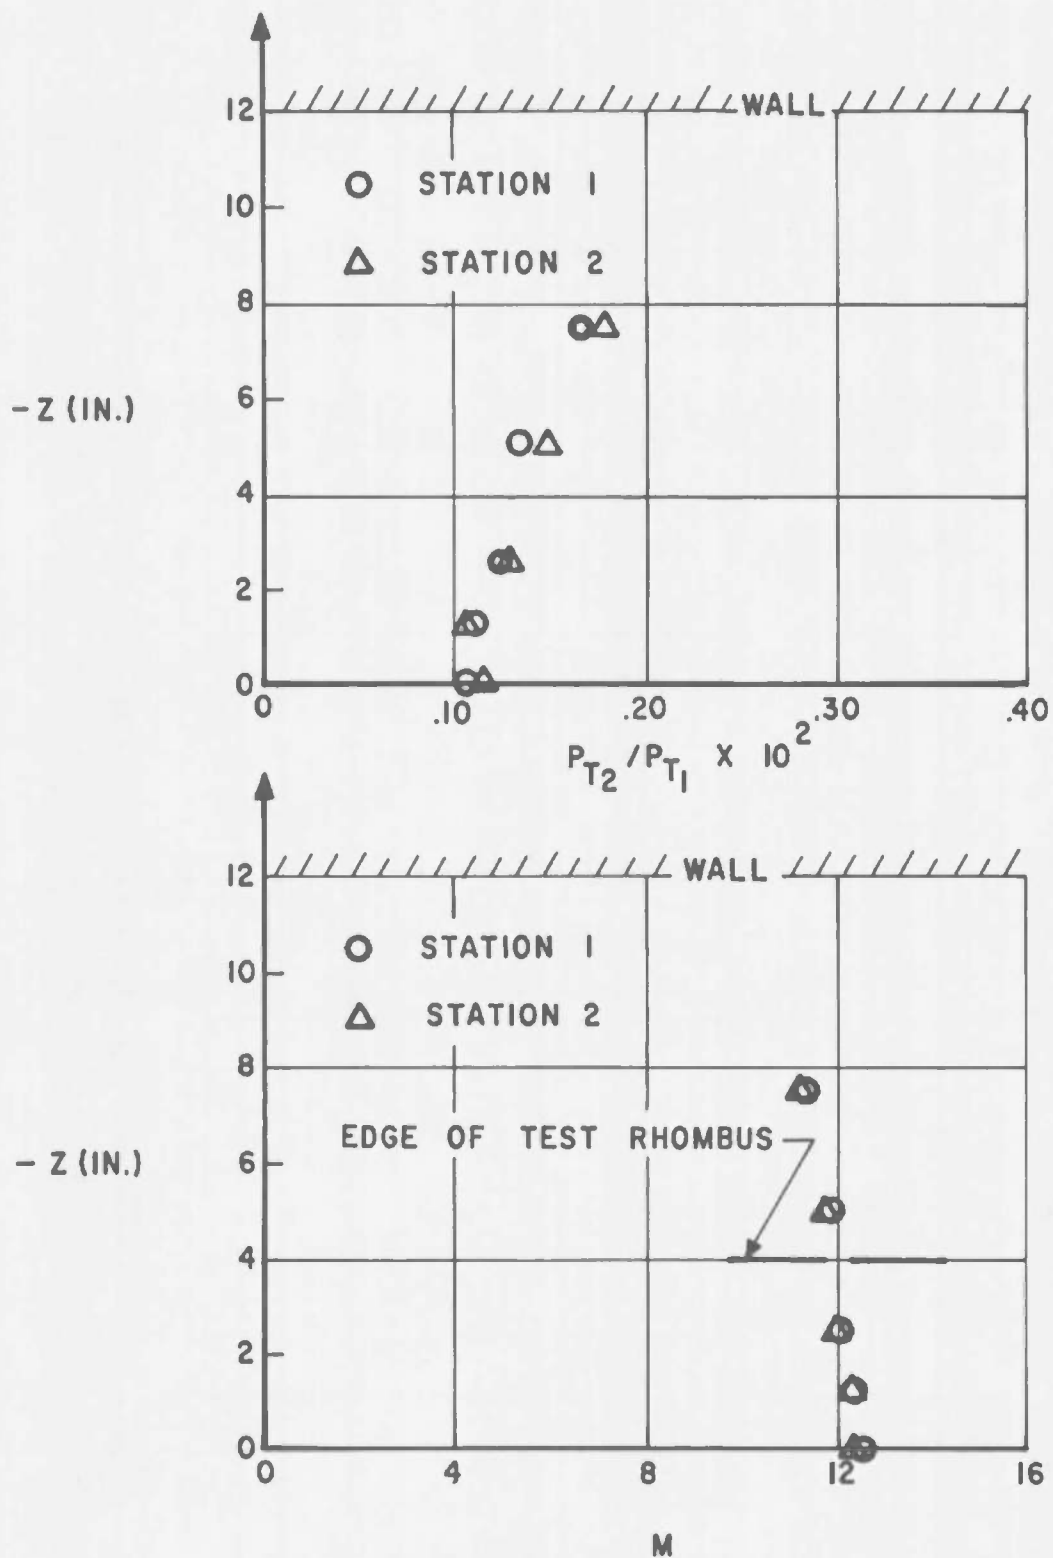 12
WALL
STATION 1
10
STATION 2
8
- Z (IN.)
6
4
2
0
0 .10 .20 .30 .40
P_T2 / P_T1 X 10^2
12
WALL
STATION 1
10
STATION 2
8
EDGE OF TEST RHOMBUS
- Z (IN.)
6
4
2
0
0 4 8 12 16
M